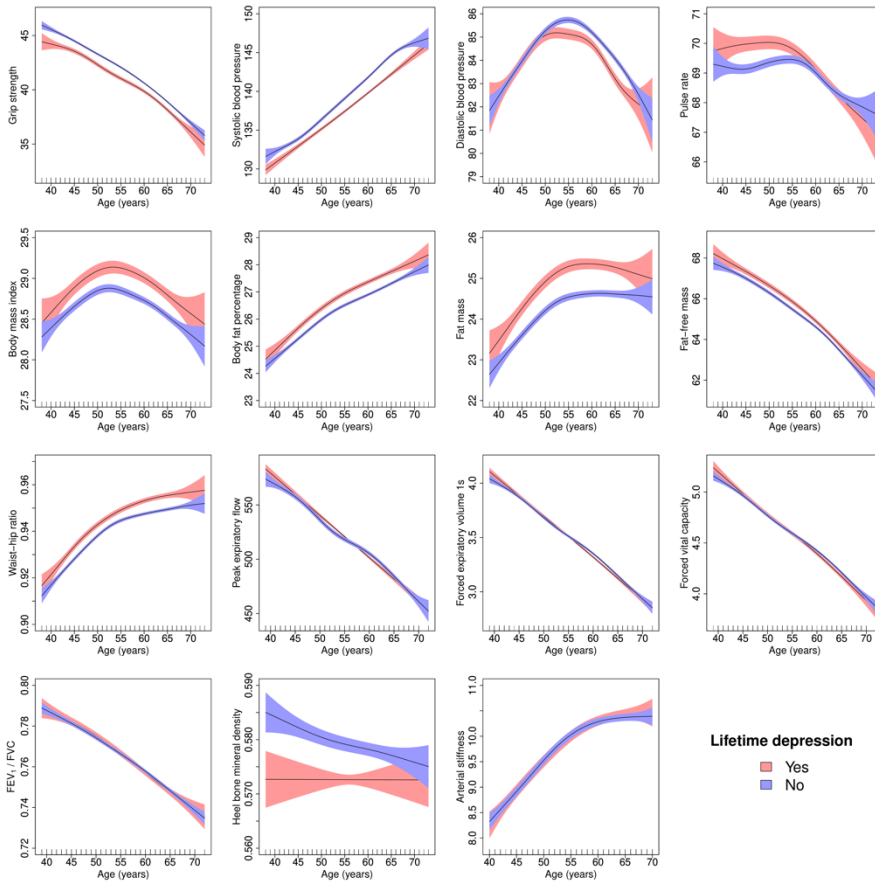 Grip strength
45
40
35
40 45 50 55 60 65 70
Age (years)
Systolic blood pressure
150
145
140
135
130
40 45 50 55 60 65 70
Age (years)
Diastolic blood pressure
86
85
84
83
82
81
80
79
40 45 50 55 60 65 70
Age (years)
Pulse rate
71
70
69
68
67
66
40 45 50 55 60 65 70
Age (years)
Body mass index
29.5
29.0
28.5
28.0
27.5
40 45 50 55 60 65 70
Age (years)
Body fat percentage
30
29
28
27
26
25
24
23
40 45 50 55 60 65 70
Age (years)
Fat mass
26
25
24
23
22
40 45 50 55 60 65 70
Age (years)
Fat-free mass
68
66
64
62
40 45 50 55 60 65 70
Age (years)
Waist-hip ratio
0.96
0.94
0.92
0.90
40 45 50 55 60 65 70
Age (years)
Peak expiratory flow
550
500
450
40 45 50 55 60 65 70
Age (years)
Forced expiratory volume 1s
4.0
3.5
3.0
40 45 50 55 60 65 70
Age (years)
Forced vital capacity
5.0
4.5
4.0
40 45 50 55 60 65 70
Age (years)
FEV₁ / FVC
0.80
0.78
0.76
0.74
0.72
40 45 50 55 60 65 70
Age (years)
Heel bone mineral density
0.590
0.580
0.570
0.560
40 45 50 55 60 65 70
Age (years)
Arterial stiffness
11.0
10.5
10.0
9.5
9.0
8.5
8.0
40 45 50 55 60 65 70
Age (years)
Lifetime depression
Yes
No